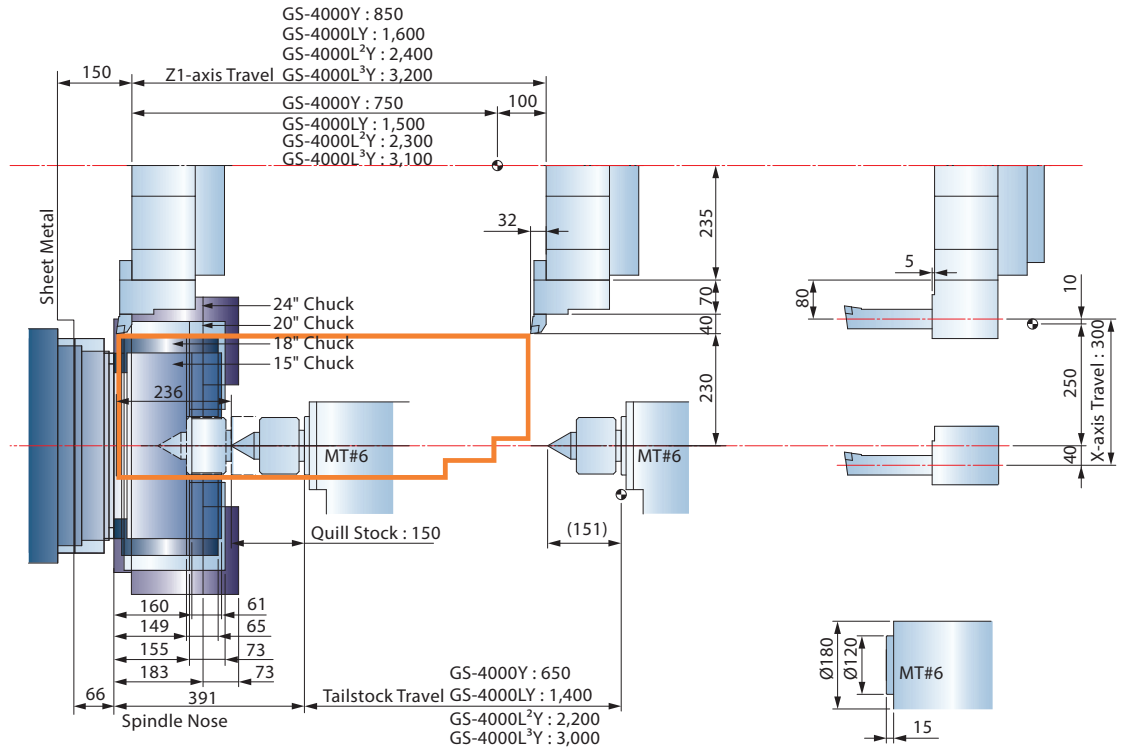 GS-4000Y : 850
GS-4000LY : 1,600
GS-4000L²Y : 2,400
150
Z1-axis Travel GS-4000L³Y : 3,200
GS-4000Y : 750
100
GS-4000LY : 1,500
GS-4000L²Y : 2,300
GS-4000L³Y : 3,100
Sheet Metal
32
235
5
10
70
80
24" Chuck
20" Chuck
40
18" Chuck
15" Chuck
236
230
250
X-axis Travel : 300
MT#6
MT#6
40
Quill Stock : 150
(151)
160
61
149
65
155
73
183
73
66
391
Spindle Nose
Tailstock Travel
GS-4000Y : 650
GS-4000LY : 1,400
GS-4000L²Y : 2,200
GS-4000L³Y : 3,000
Ø180
Ø120
MT#6
15